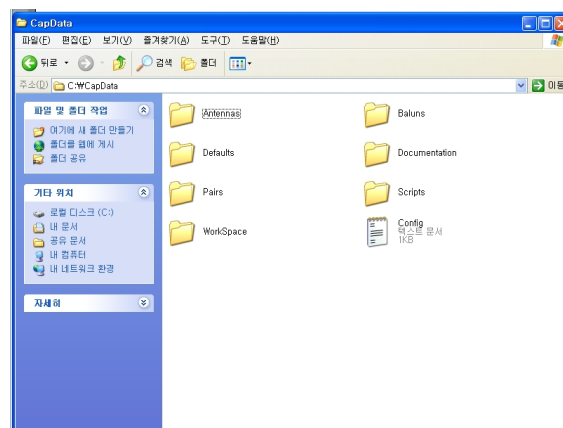 CapData
파일(F) 편집(E) 보기(V) 즐겨찾기(A) 도구(T) 도움말(H)
뒤로 검색 폴더
주소(D) C:₩CapData 이동
파일 및 폴더 작업
여기에 새 폴더 만들기
폴더를 웹에 게시
폴더 공유
기타 위치
로컬 디스크 (C:)
내 문서
공유 문서
내 컴퓨터
내 네트워크 환경
자세히
Antennas
Baluns
Defaults
Documentation
Pairs
Scripts
WorkSpace
Config
텍스트 문서
1KB